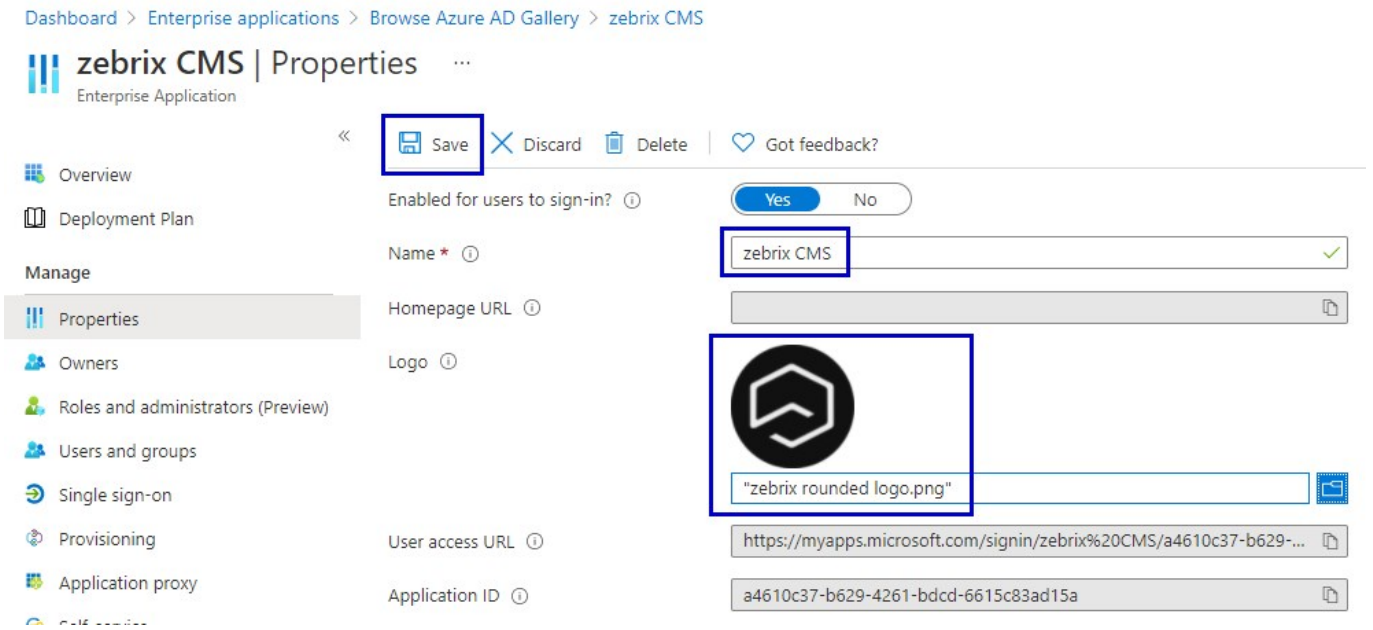 Dashboard > Enterprise applications > Browse Azure AD Gallery > zebrix CMS
zebrix CMS | Properties ...
Enterprise Application
«
Save Discard Delete Got feedback?
Overview
Deployment Plan
Manage
Properties
Owners
Roles and administrators (Preview)
Users and groups
Single sign-on
Provisioning
Application proxy
Self-service
Enabled for users to sign-in? Yes No
Name * zebrix CMS
Homepage URL
Logo
"zebrix rounded logo.png"
User access URL https://myapps.microsoft.com/signin/zebrix%20CMS/a4610c37-b629-...
Application ID a4610c37-b629-4261-bdcd-6615c83ad15a